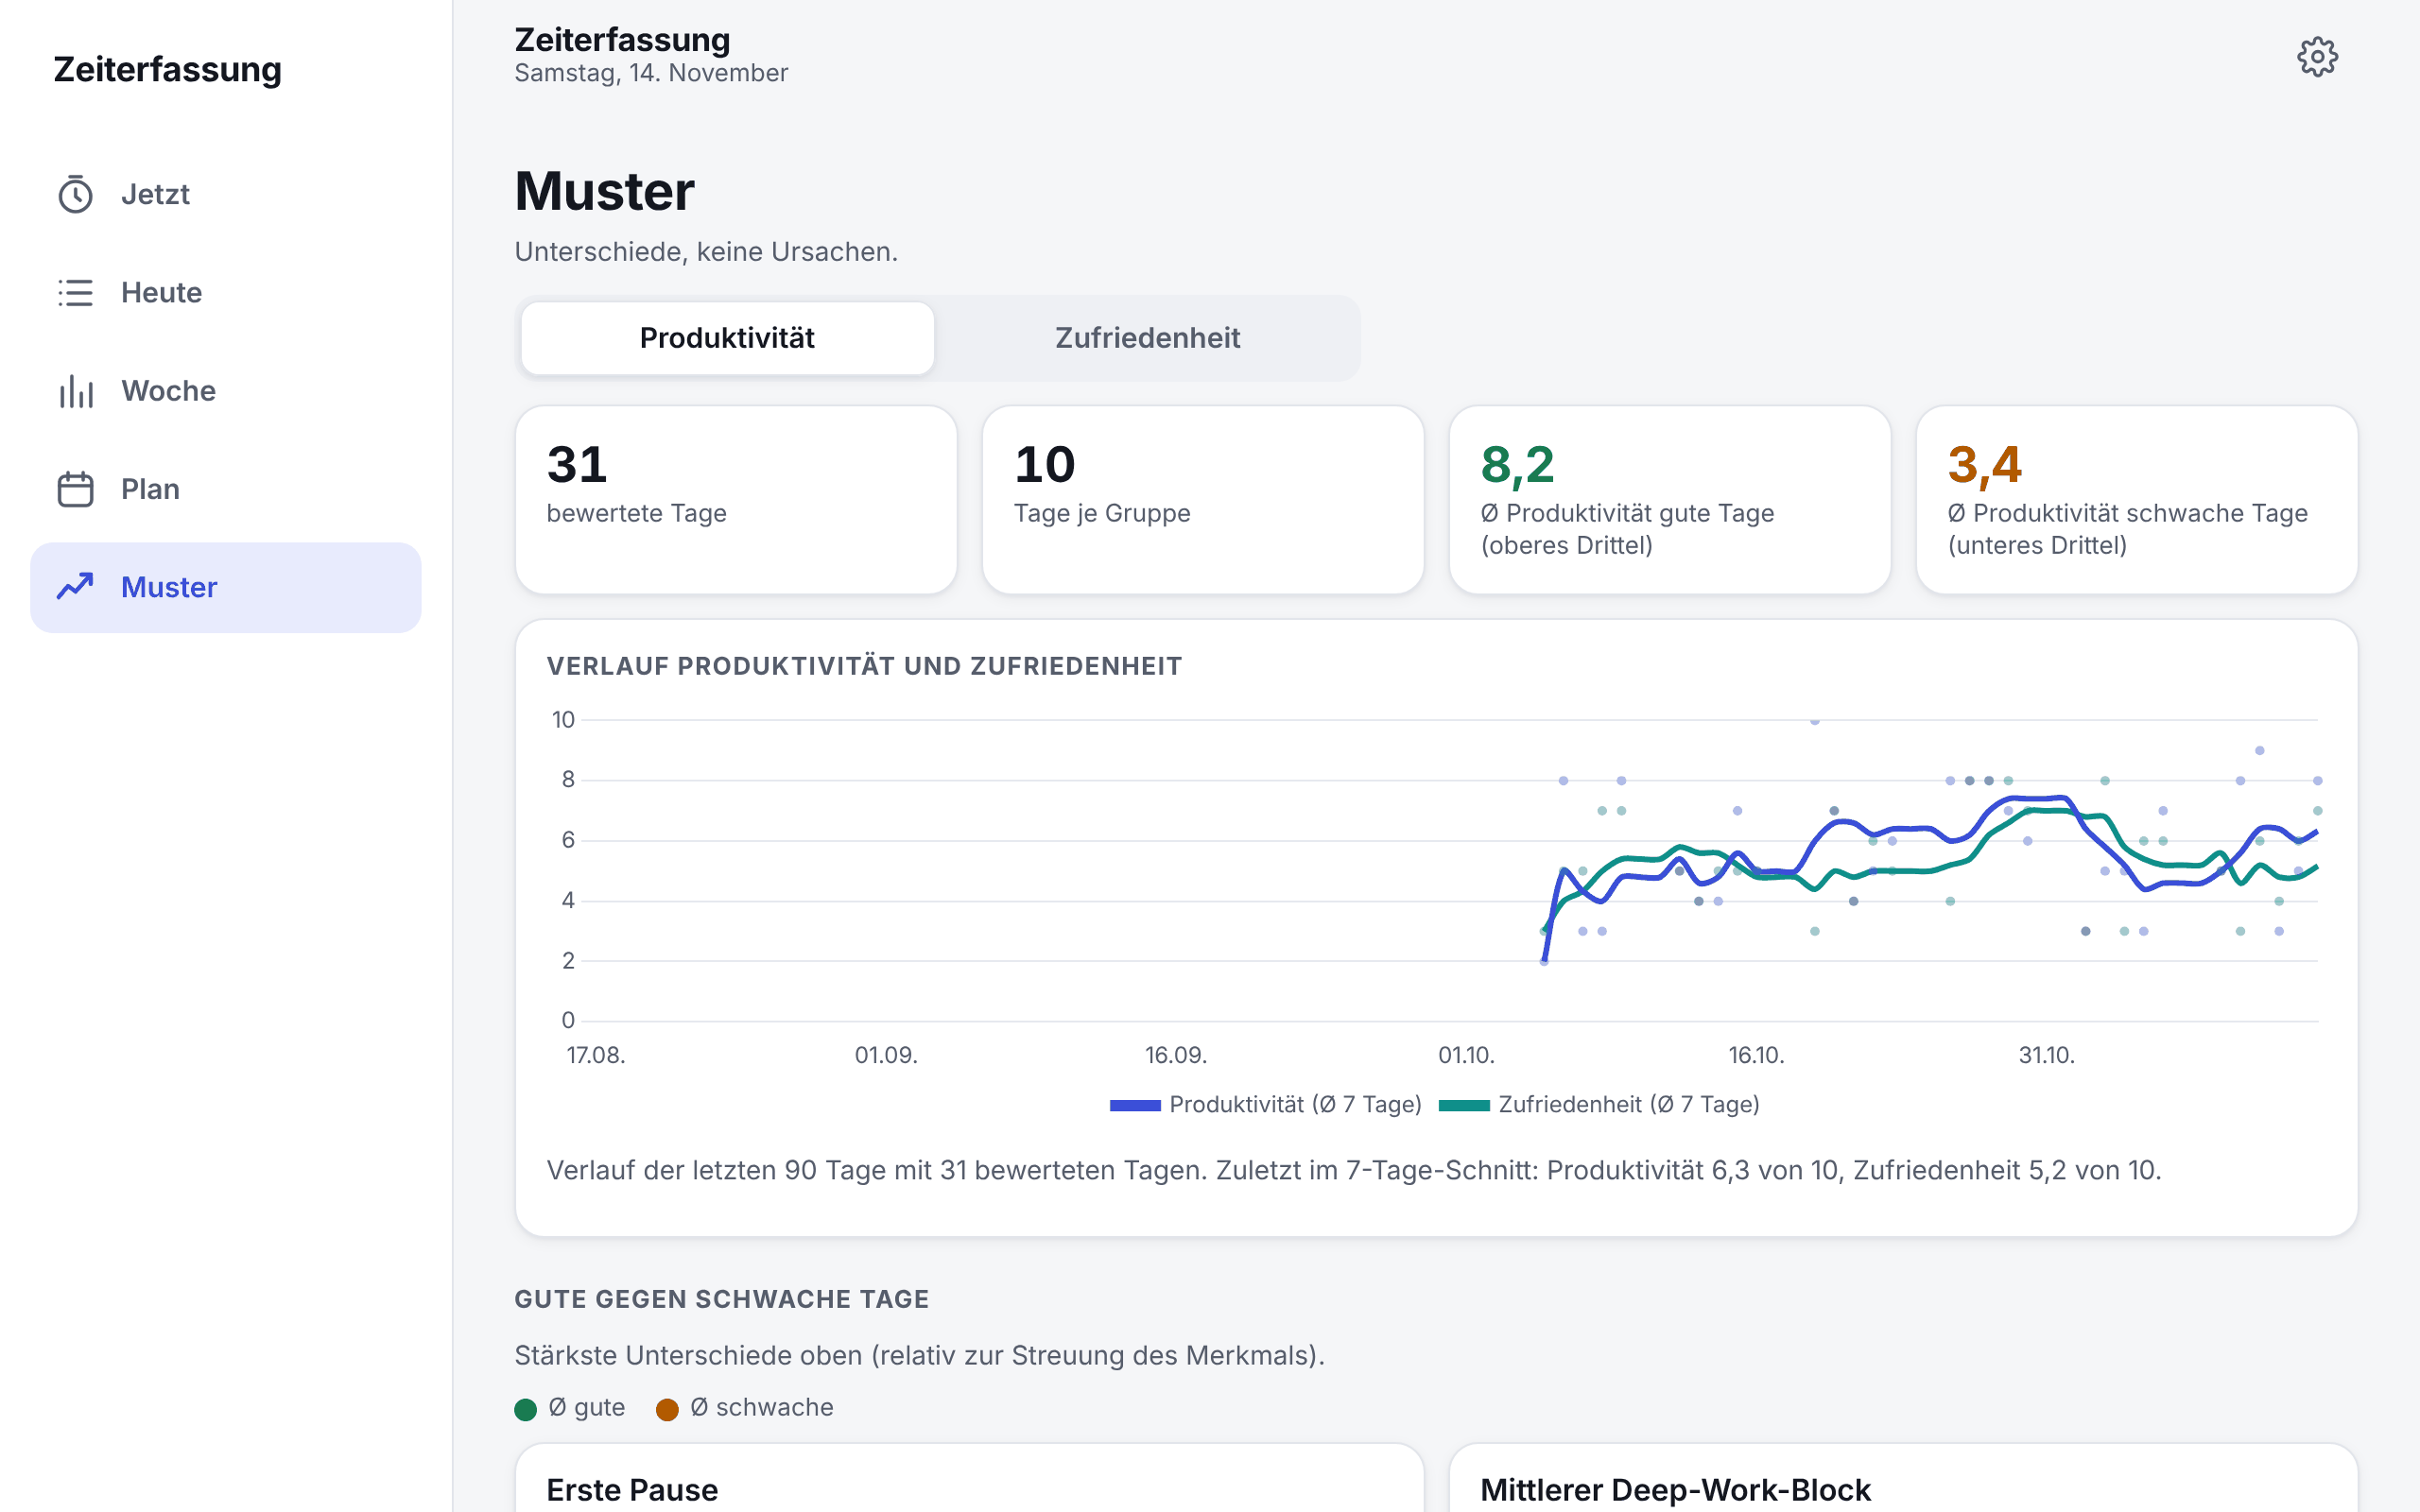 Zeiterfassung
Jetzt
Heute
Woche
Plan
Muster
Zeiterfassung
Samstag, 14. November
Muster
Unterschiede, keine Ursachen.
Produktivität
Zufriedenheit
31
bewertete Tage
10
Tage je Gruppe
8,2
Ø Produktivität gute Tage
(oberes Drittel)
3,4
Ø Produktivität schwache Tage
(unteres Drittel)
VERLAUF PRODUKTIVITÄT UND ZUFRIEDENHEIT
10
8
6
4
2
0
17.08.
01.09.
16.09.
01.10.
16.10.
31.10.
Produktivität (Ø 7 Tage)
Zufriedenheit (Ø 7 Tage)
Verlauf der letzten 90 Tage mit 31 bewerteten Tagen. Zuletzt im 7-Tage-Schnitt: Produktivität 6,3 von 10, Zufriedenheit 5,2 von 10.
GUTE GEGEN SCHWACHE TAGE
Stärkste Unterschiede oben (relativ zur Streuung des Merkmals).
Ø gute
Ø schwache
Erste Pause
Mittlerer Deep-Work-Block